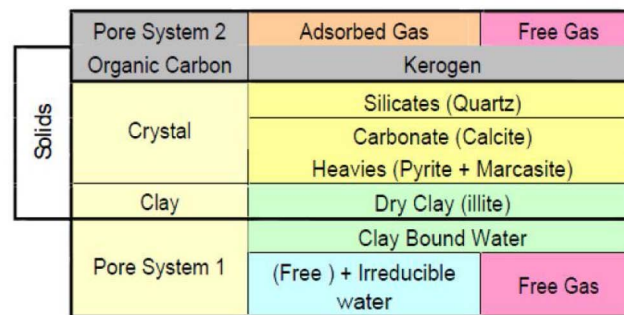 Pore System 2 Adsorbed Gas Free Gas
Organic Carbon Kerogen
Solids
Silicates (Quartz)
Crystal
Carbonate (Calcite)
Heavies (Pyrite + Marcasite)
Clay Dry Clay (illite)
Clay Bound Water
Pore System 1
(Free ) + Irreducible
water
Free Gas